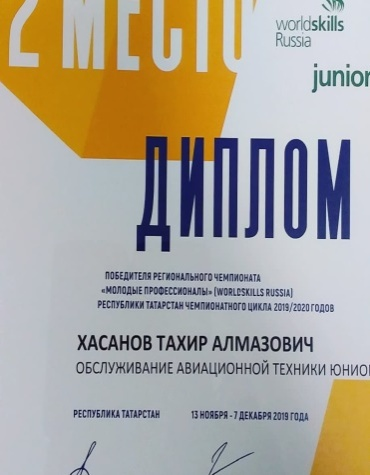 2 МЕСТО
worldskills
Russia
junior
ДИПЛОМ
ПОБЕДИТЕЛЯ РЕГИОНАЛЬНОГО ЧЕМПИОНАТА
«МОЛОДЫЕ ПРОФЕССИОНАЛЫ» (WORLDSKILLS RUSSIA)
РЕСПУБЛИКИ ТАТАРСТАН ЧЕМПИОНАТНОГО ЦИКЛА 2019/2020 ГОДОВ
ХАСАНОВ ТАХИР АЛМАЗОВИЧ
ОБСЛУЖИВАНИЕ АВИАЦИОННОЙ ТЕХНИКИ ЮНИО
РЕСПУБЛИКА ТАТАРСТАН 13 НОЯБРЯ - 7 ДЕКАБРЯ 2019 ГОДА